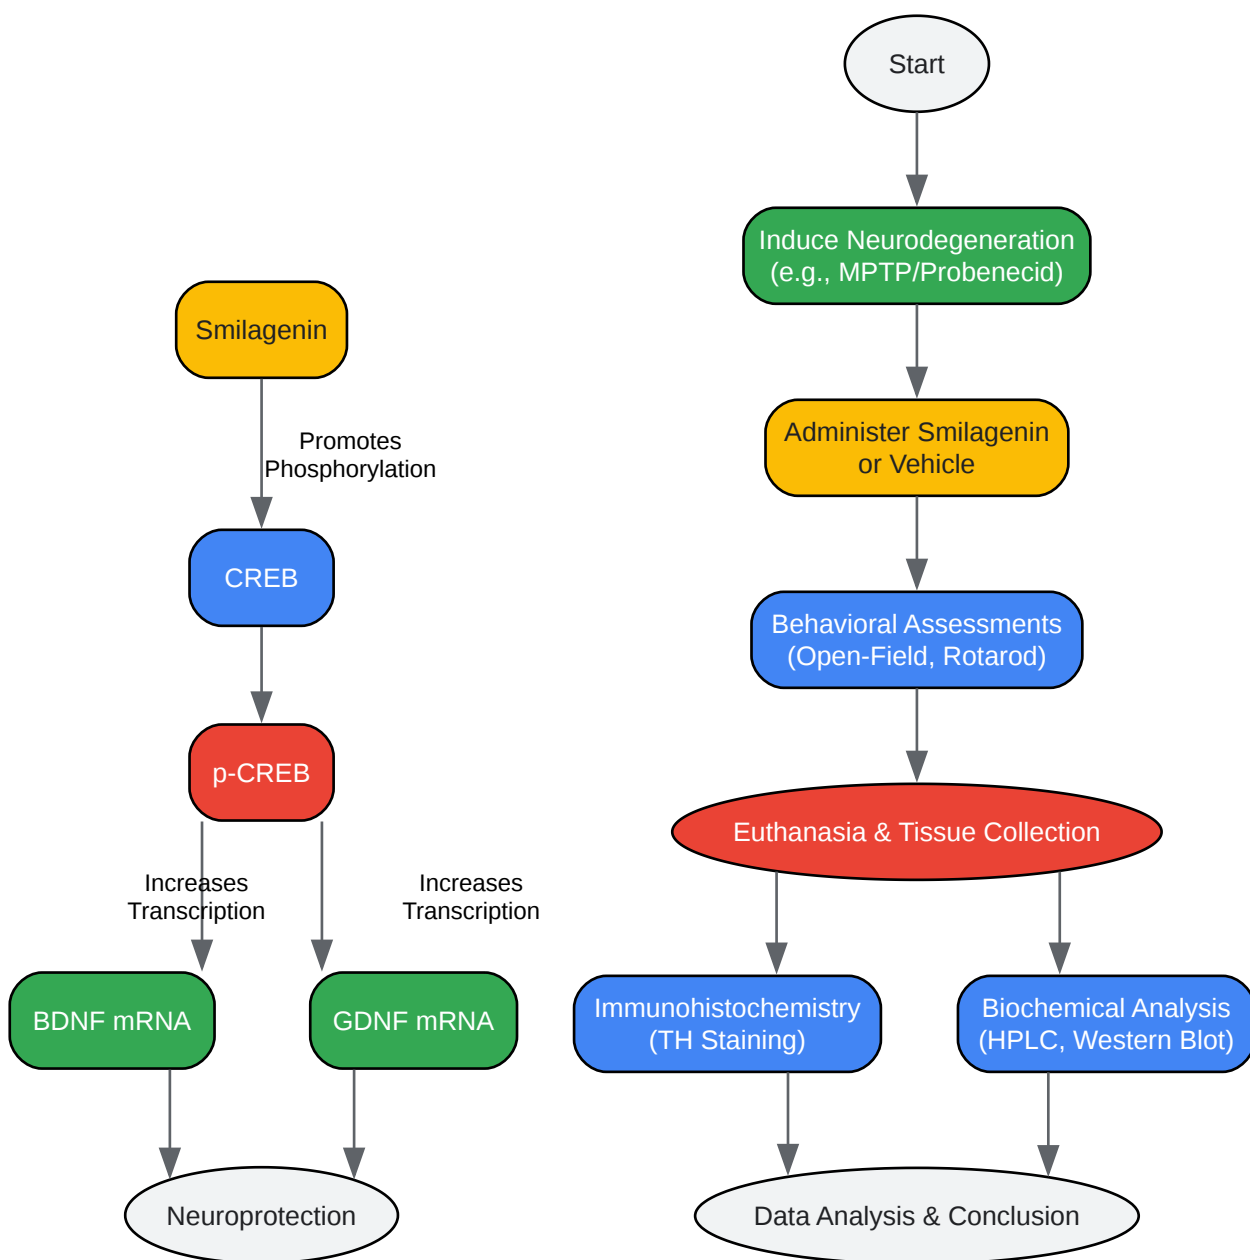 Smilagenin
Promotes
Phosphorylation
CREB
p-CREB
Increases
Transcription
Increases
Transcription
BDNF mRNA
GDNF mRNA
Neuroprotection
Start
Induce Neurodegeneration
(e.g., MPTP/Probenecid)
Administer Smilagenin
or Vehicle
Behavioral Assessments
(Open-Field, Rotarod)
Euthanasia & Tissue Collection
Immunohistochemistry
(TH Staining)
Biochemical Analysis
(HPLC, Western Blot)
Data Analysis & Conclusion